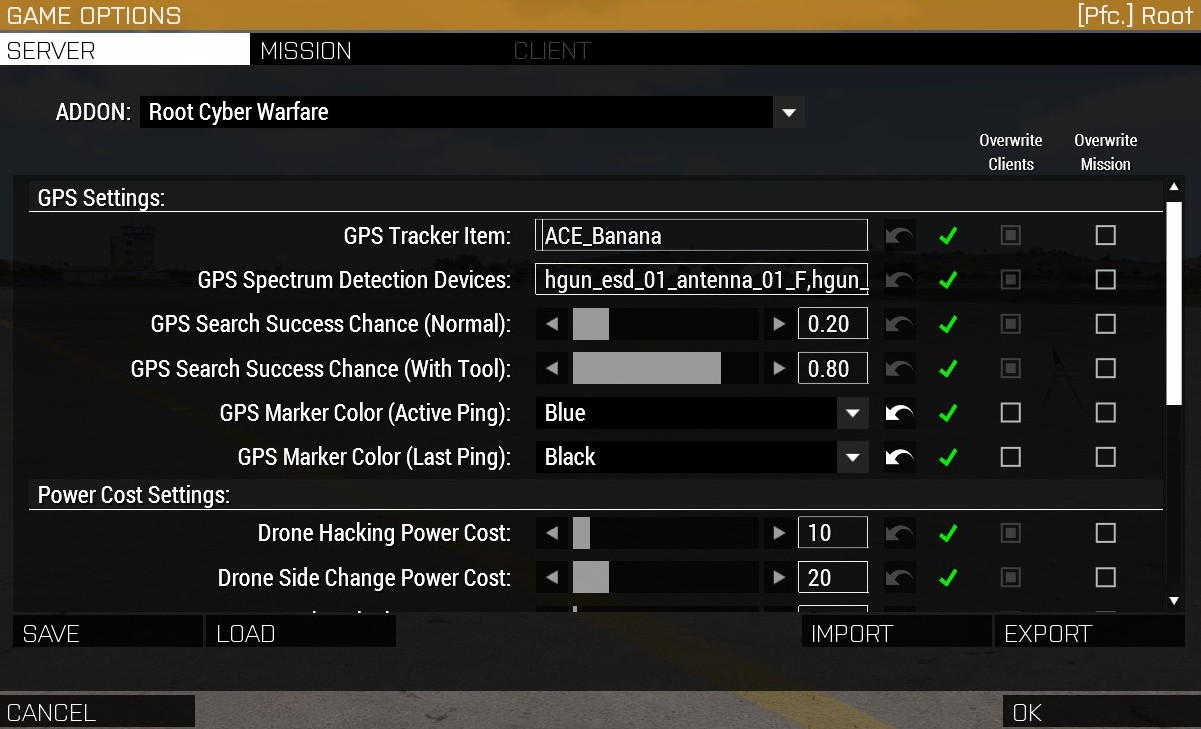 GAME OPTIONS [Pfc.] Root
SERVER MISSION CLIENT
ADDON: Root Cyber Warfare
Overwrite Clients Overwrite Mission
GPS Settings:
GPS Tracker Item: ACE_Banana
GPS Spectrum Detection Devices: hgun_esd_01_antenna_01_F,hgun_
GPS Search Success Chance (Normal): 0.20
GPS Search Success Chance (With Tool): 0.80
GPS Marker Color (Active Ping): Blue
GPS Marker Color (Last Ping): Black
Power Cost Settings:
Drone Hacking Power Cost: 10
Drone Side Change Power Cost: 20
SAVE LOAD IMPORT EXPORT
CANCEL OK